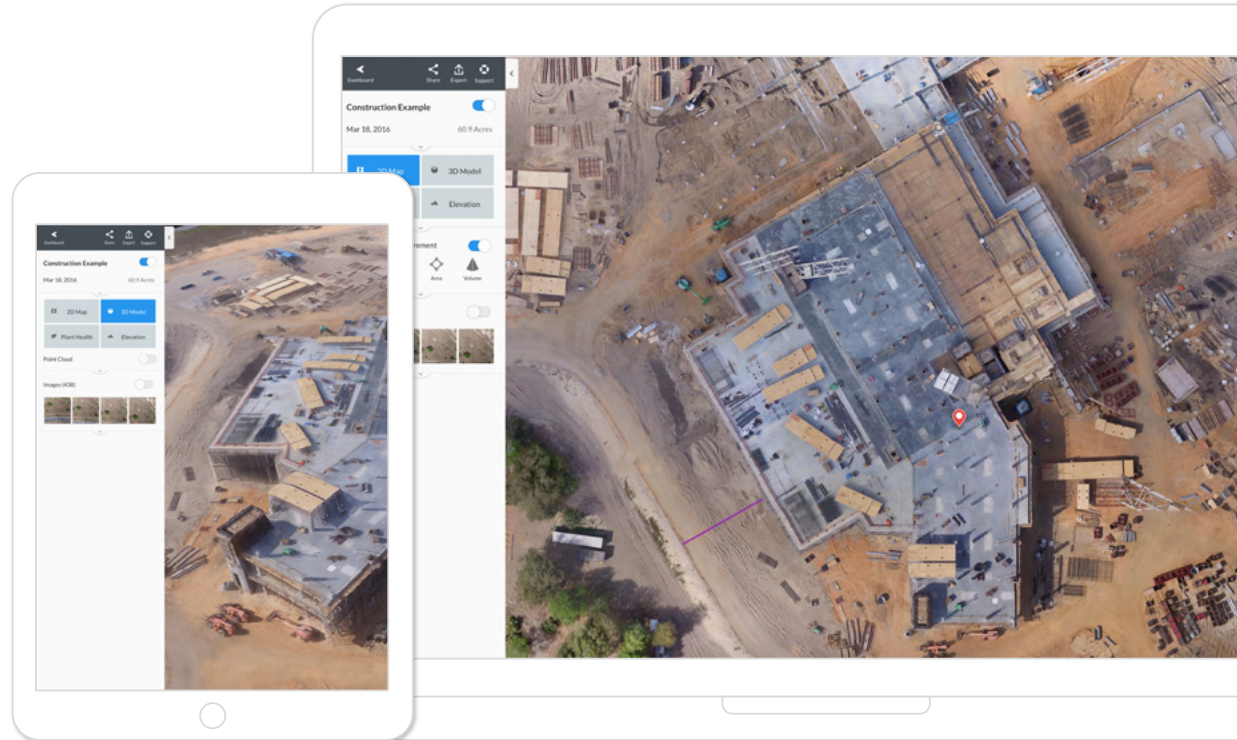 Dashboard Share Export Support
Construction Example
Mar 18, 2016 60.9 Acres
2D Map 3D Model
Elevation
rement
Area Volume
Dashboard Share Export Support
Construction Example
Mar 18, 2016 60.9 Acres
2D Map 3D Model
Plant Health Elevation
Point Cloud
Images (438)